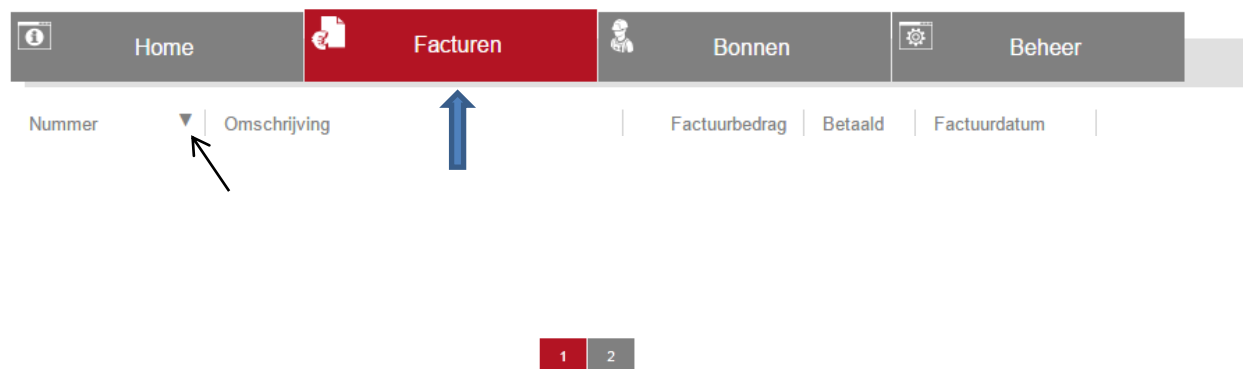 Home Facturen Bonnen Beheer
Nummer ▼ Omschrijving Factuurbedrag Betaald Factuurdatum
1 2